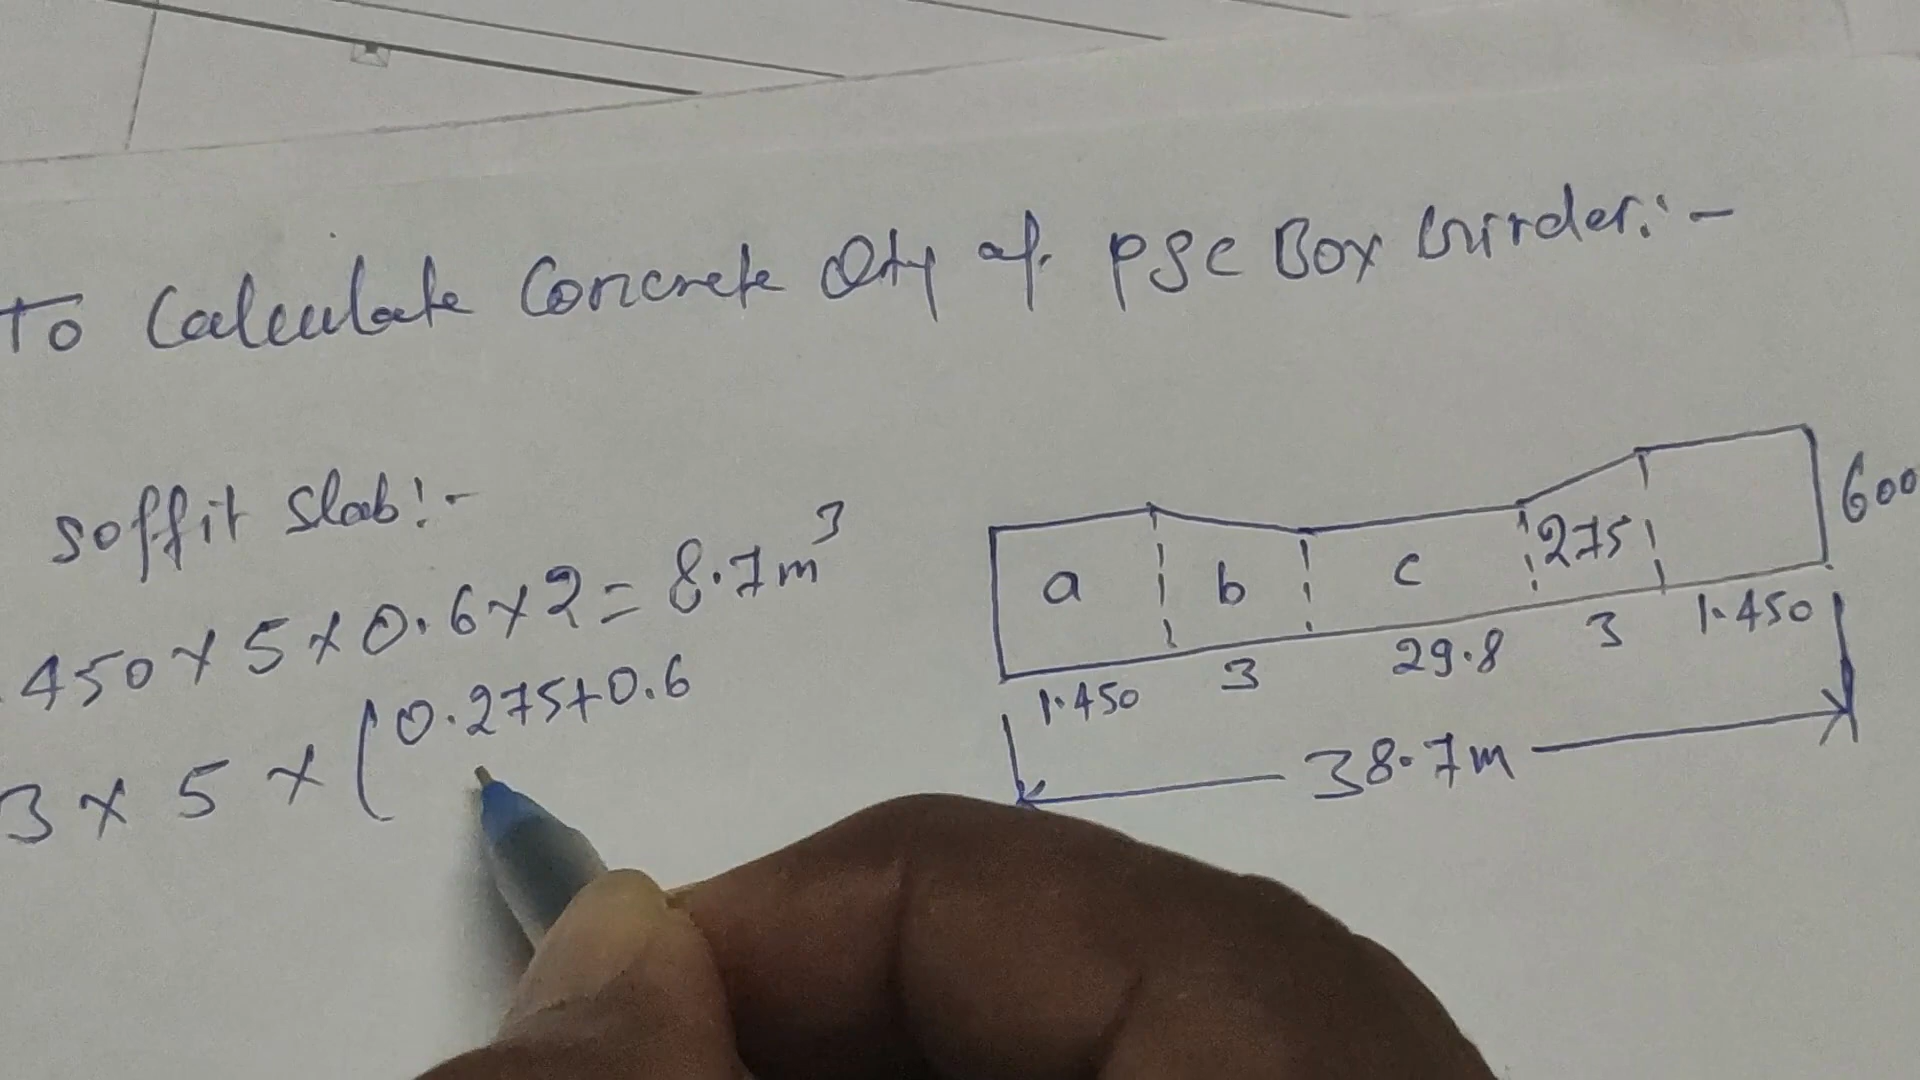 To Calculate Concrete Qty of PSC Box Girder:-
Soffit slab:-
.450 x 5 x 0.6 x 2 = 8.7m³
3 x 5 x (0.275+0.6
600
275
a b c
1.450 3 29.8 3 1.450
38.7m